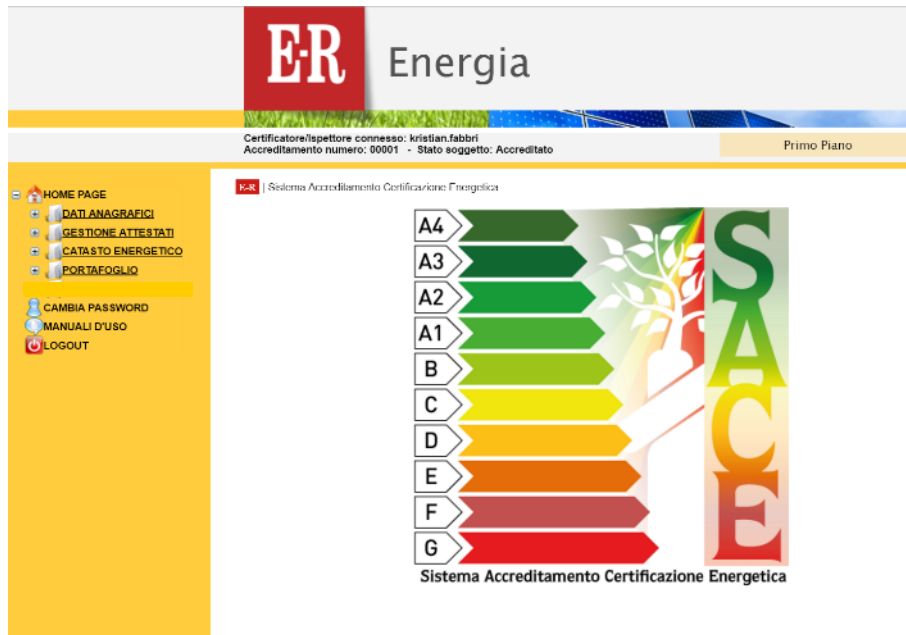 E-R Energia
Certificatore/Ispettore connesso: kristian.fabbri
Accreditamento numero: 00001 - Stato soggetto: Accreditato
Primo Piano
HOME PAGE
DATI ANAGRAFICI
GESTIONE ATTESTATI
CATASTO ENERGETICO
PORTAFOGLIO
CAMBIA PASSWORD
MANUALI D'USO
LOGOUT
E-R | Sistema Accreditamento Certificazione Energetica
A4
A3
A2
A1
B
C
D
E
F
G
SACE
Sistema Accreditamento Certificazione Energetica